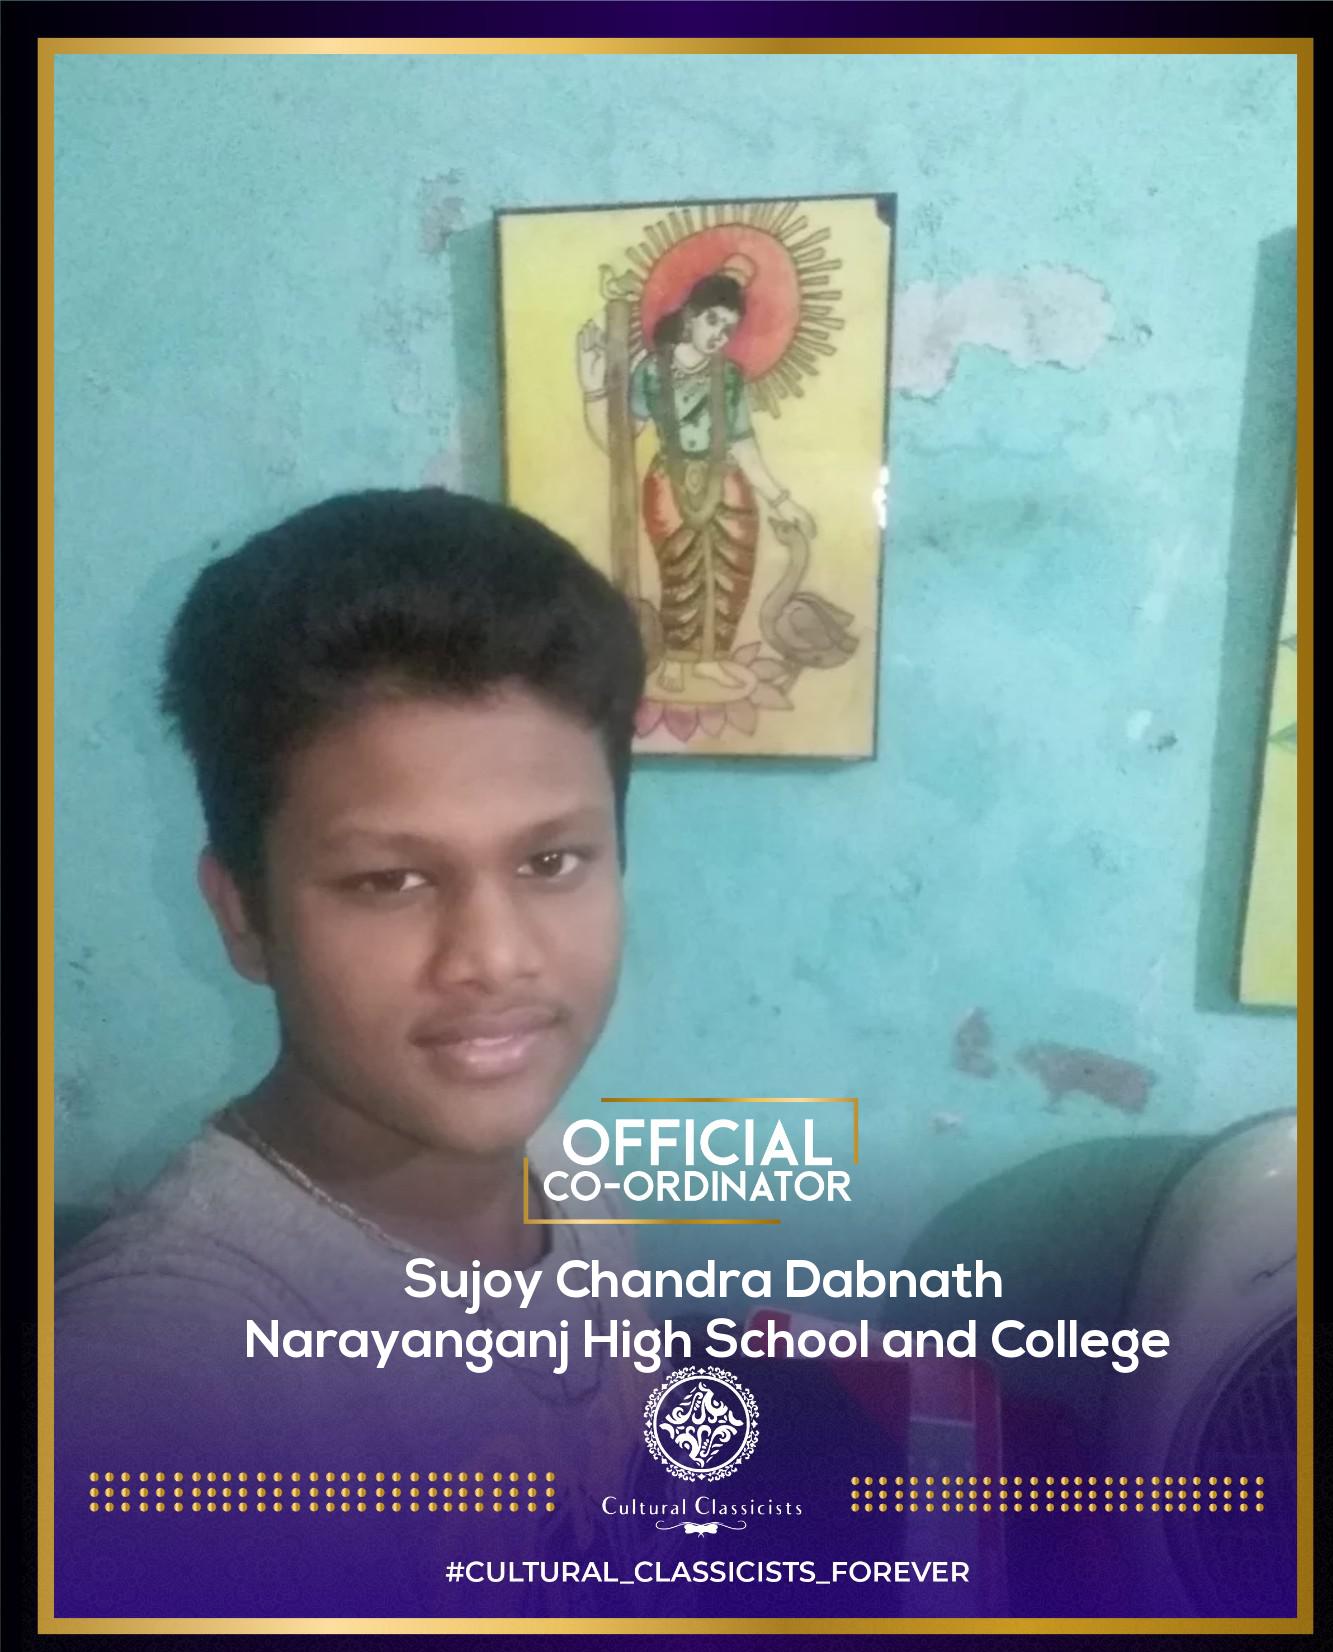 OFFICIAL
CO-ORDINATOR
Sujoy Chandra Dabnath
Narayanganj High School and College
Cultural Classicists
#CULTURAL_CLASSICISTS_FOREVER